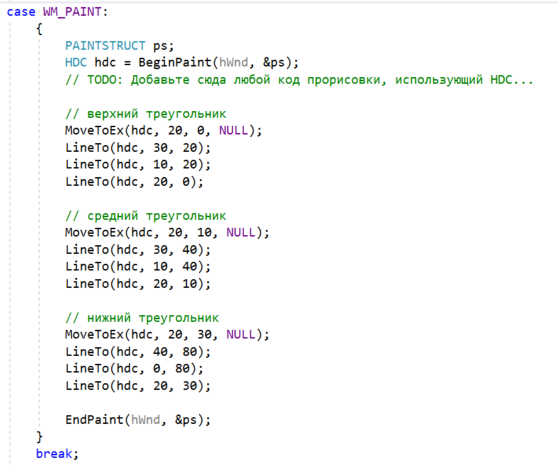 case WM_PAINT:
{
PAINTSTRUCT ps;
HDC hdc = BeginPaint(hWnd, &ps);
// TODO: Добавьте сюда любой код прорисовки, использующий HDC...
// верхний треугольник
MoveToEx(hdc, 20, 0, NULL);
LineTo(hdc, 30, 20);
LineTo(hdc, 10, 20);
LineTo(hdc, 20, 0);
// средний треугольник
MoveToEx(hdc, 20, 10, NULL);
LineTo(hdc, 30, 40);
LineTo(hdc, 10, 40);
LineTo(hdc, 20, 10);
// нижний треугольник
MoveToEx(hdc, 20, 30, NULL);
LineTo(hdc, 40, 80);
LineTo(hdc, 0, 80);
LineTo(hdc, 20, 30);
EndPaint(hWnd, &ps);
}
break;